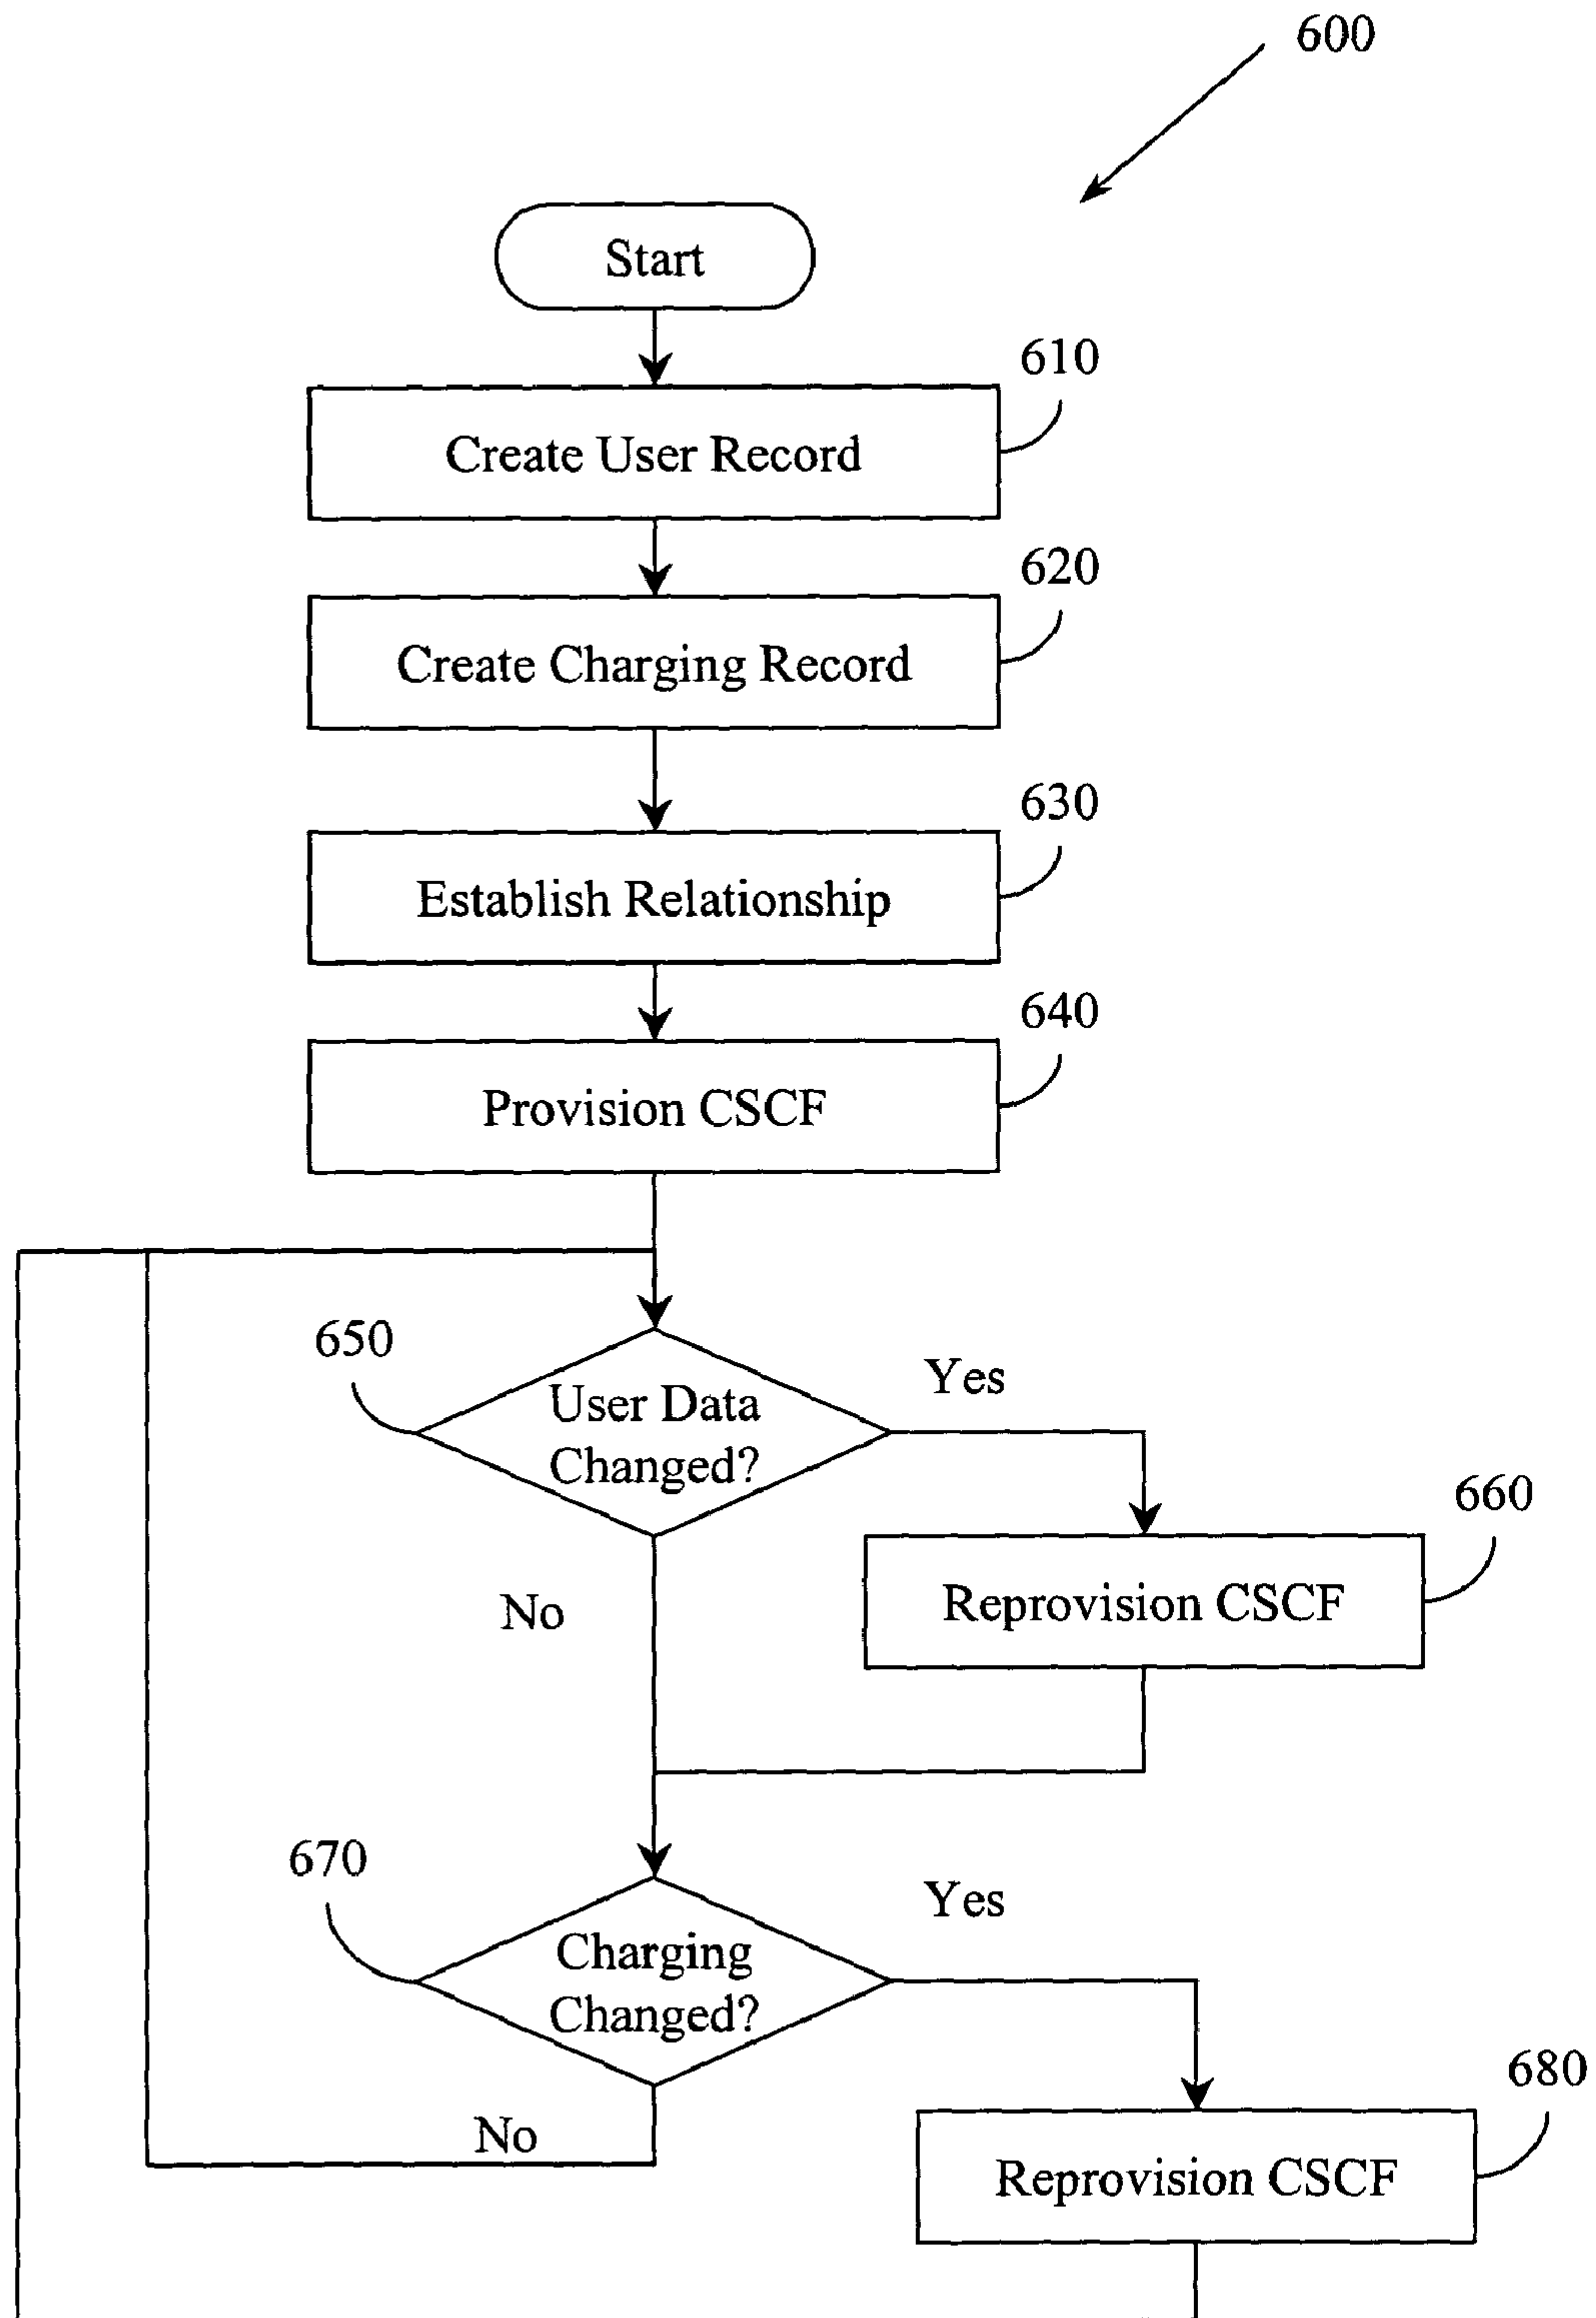 600
Start
610
Create User Record
620
Create Charging Record
630
Establish Relationship
640
Provision CSCF
650
User Data
Changed?
Yes
660
Reprovision CSCF
No
670
Charging
Changed?
Yes
680
Reprovision CSCF
No